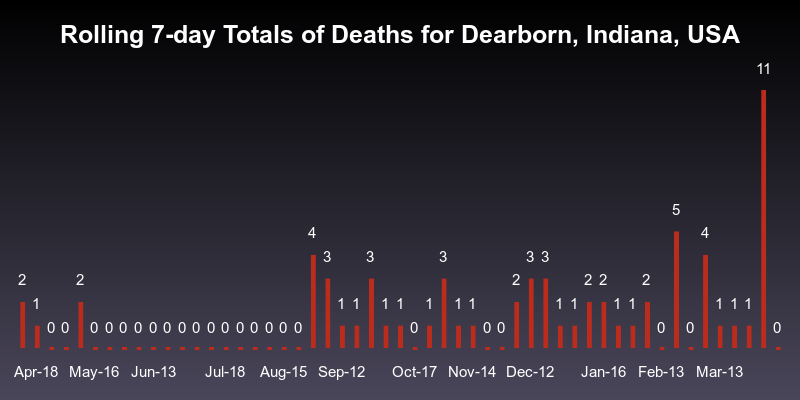 Rolling 7-day Totals of Deaths for Dearborn, Indiana, USA
11
5
4 4
3 3 3 3 3
2 2 2 2 2 2
1 1 1 1 1 1 1 1 1 1 1 1 1 1 1 1
0 0 0 0 0 0 0 0 0 0 0 0 0 0 0 0 0 0 0 0 0 0 0
Apr-18 May-16 Jun-13 Jul-18 Aug-15 Sep-12 Oct-17 Nov-14 Dec-12 Jan-16 Feb-13 Mar-13